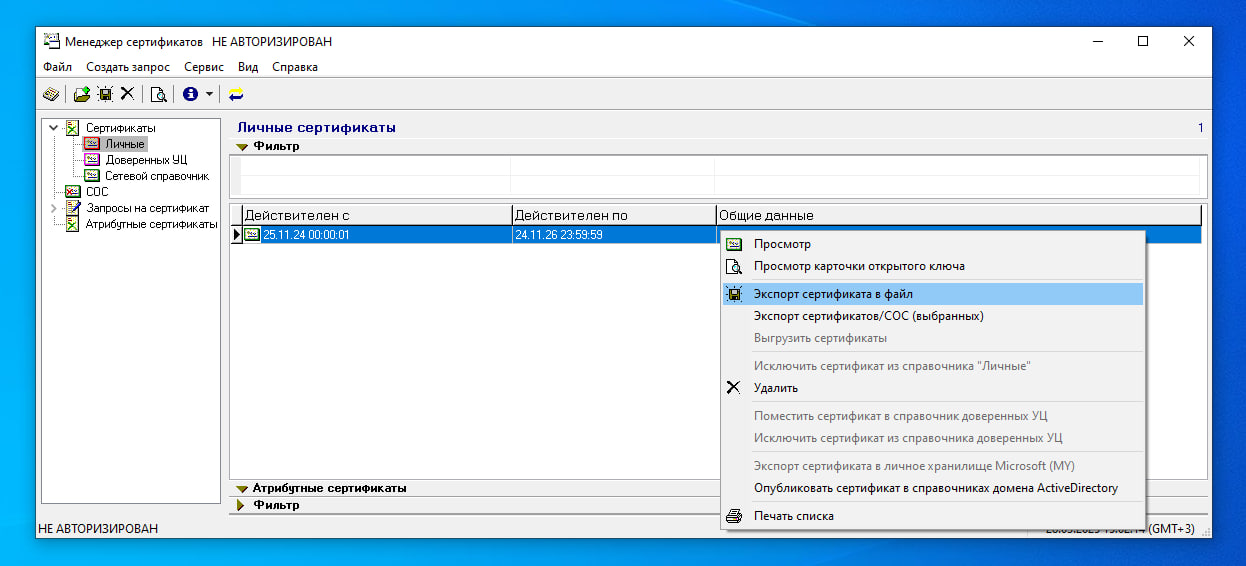 Менеджер сертификатов НЕ АВТОРИЗИРОВАН
Файл Создать запрос Сервис Вид Справка
Сертификаты
Личные
Доверенных УЦ
Сетевой справочник
СОС
Запросы на сертификат
Атрибутные сертификаты
Личные сертификаты 1
Фильтр
Действителен с Действителен по Общие данные
25.11.24 00:00:01 24.11.26 23:59:59
Просмотр
Просмотр карточки открытого ключа
Экспорт сертификата в файл
Экспорт сертификатов/СОС (выбранных)
Выгрузить сертификаты
Исключить сертификат из справочника "Личные"
Удалить
Поместить сертификат в справочник доверенных УЦ
Исключить сертификат из справочника доверенных УЦ
Экспорт сертификата в личное хранилище Microsoft (MY)
Опубликовать сертификат в справочниках домена ActiveDirectory
Печать списка
Атрибутные сертификаты
Фильтр
НЕ АВТОРИЗИРОВАН (GMT+3)